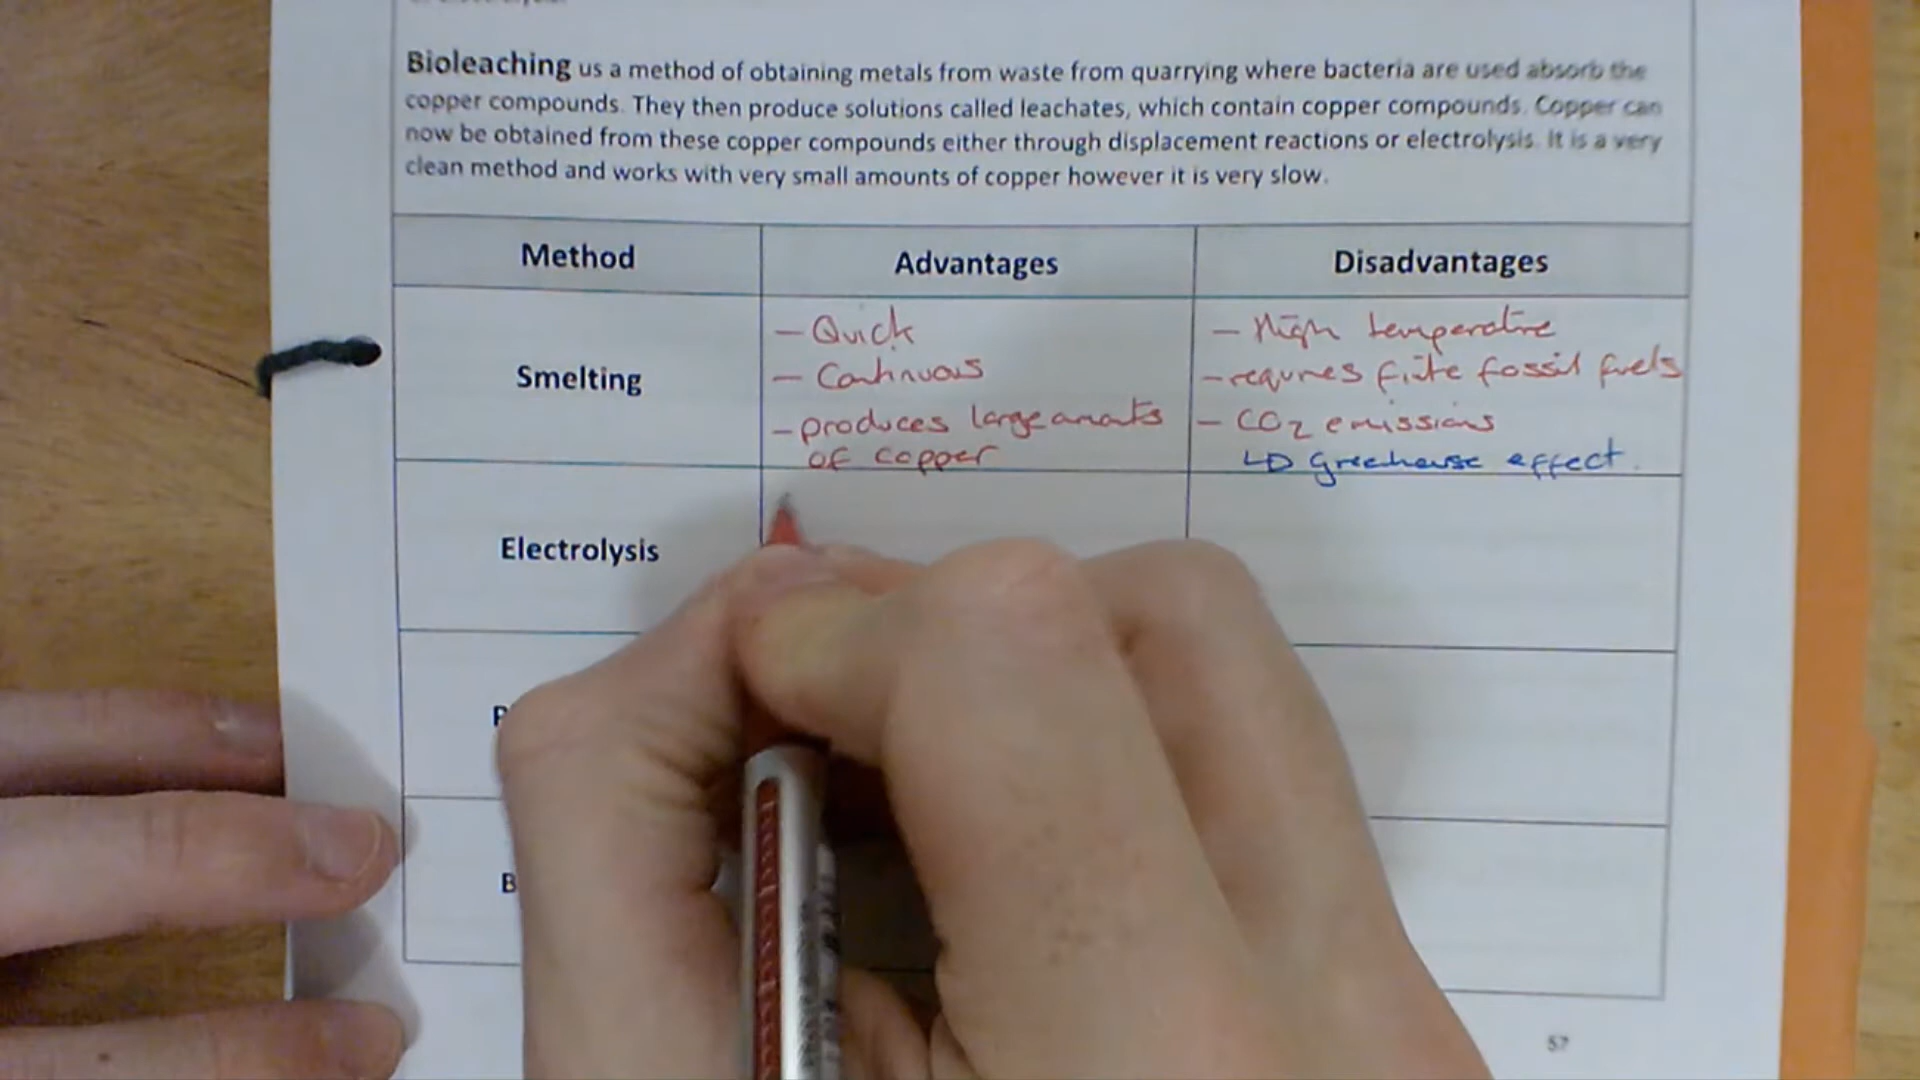 Bioleaching us a method of obtaining metals from waste from quarrying where bacteria are used absorb the
copper compounds. They then produce solutions called leachates, which contain copper compounds. Copper can
now be obtained from these copper compounds either through displacement reactions or electrolysis. It is a very
clean method and works with very small amounts of copper however it is very slow.
Method Advantages Disadvantages
Smelting
- Quick
- Continuous
- produces large amounts
of copper
- High temperature
- requires finite fossil fuels
- CO2 emissions
↳ Greenhouse effect.
Electrolysis
P
B
57